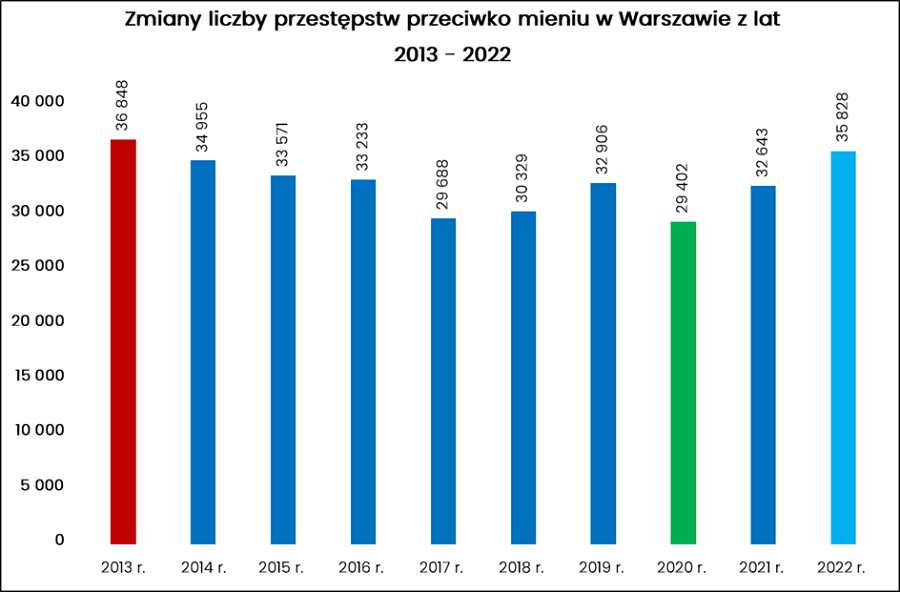 Zmiany liczby przestępstw przeciwko mieniu w Warszawie z lat
2013 - 2022
40 000
35 000
30 000
25 000
20 000
15 000
10 000
5 000
0
36 848
34 955
33 571
33 233
29 688
30 329
32 906
29 402
32 643
35 828
2013 r.
2014 r.
2015 r.
2016 r.
2017 r.
2018 r.
2019 r.
2020 r.
2021 r.
2022 r.